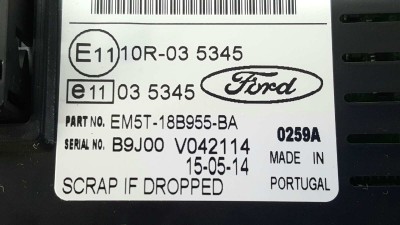 E11 10R-03 5345
e11 03 5345 Ford
PART NO. EM5T-18B955-BA 0259A
SERIAL NO. B9J00 V042114
15-05-14 MADE IN
SCRAP IF DROPPED PORTUGAL